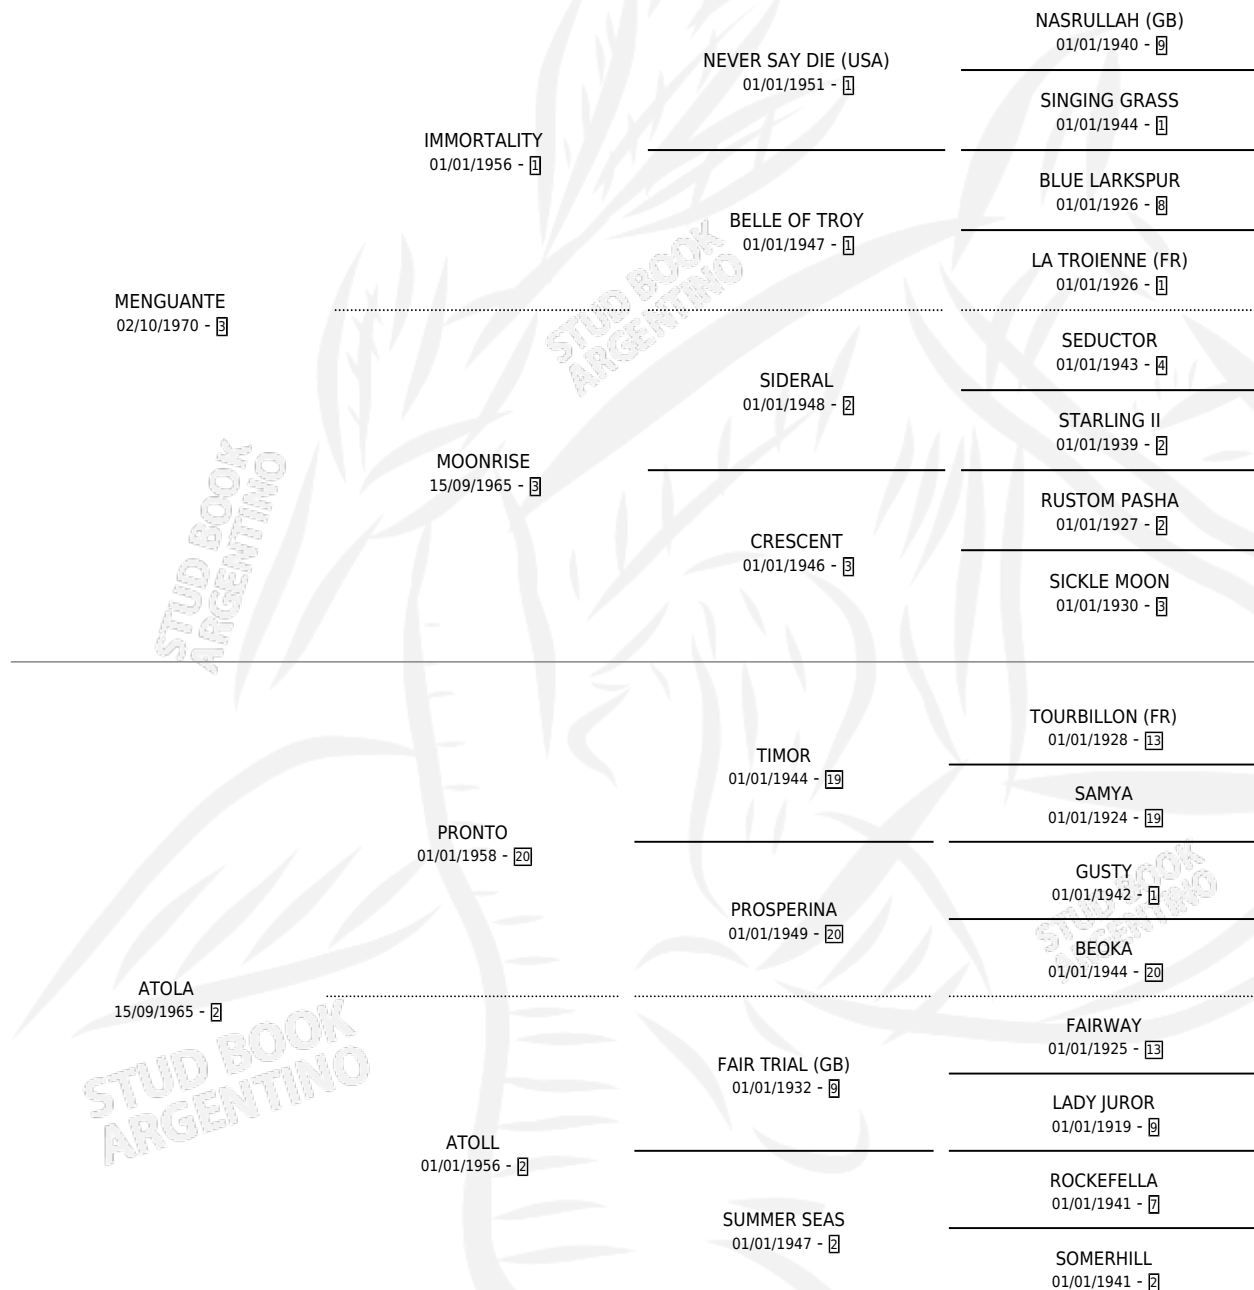 NASRULLAH (GB)
01/01/1940 - 9
NEVER SAY DIE (USA)
01/01/1951 - 1
SINGING GRASS
01/01/1944 - 1
IMMORTALITY
01/01/1956 - 1
BLUE LARKSPUR
01/01/1926 - 8
BELLE OF TROY
01/01/1947 - 1
LA TROIENNE (FR)
01/01/1926 - 1
MENGUANTE
02/10/1970 - 3
SEDUCTOR
01/01/1943 - 4
SIDERAL
01/01/1948 - 2
STARLING II
01/01/1939 - 2
MOONRISE
15/09/1965 - 3
RUSTOM PASHA
01/01/1927 - 2
CRESCENT
01/01/1946 - 3
SICKLE MOON
01/01/1930 - 3
TOURBILLON (FR)
01/01/1928 - 13
TIMOR
01/01/1944 - 19
SAMYA
01/01/1924 - 19
PRONTO
01/01/1958 - 20
GUSTY
01/01/1942 - 1
PROSPERINA
01/01/1949 - 20
BEOKA
01/01/1944 - 20
ATOLA
15/09/1965 - 2
FAIRWAY
01/01/1925 - 13
FAIR TRIAL (GB)
01/01/1932 - 9
LADY JUROR
01/01/1919 - 9
ATOLL
01/01/1956 - 2
ROCKEFELLA
01/01/1941 - 7
SUMMER SEAS
01/01/1947 - 2
SOMERHILL
01/01/1941 - 2
STUD BOOK
ARGENTINO
STUD BOOK
ARGENTINO
STUD BOOK
ARGENTINO
STUD BOOK
ARGENTINO